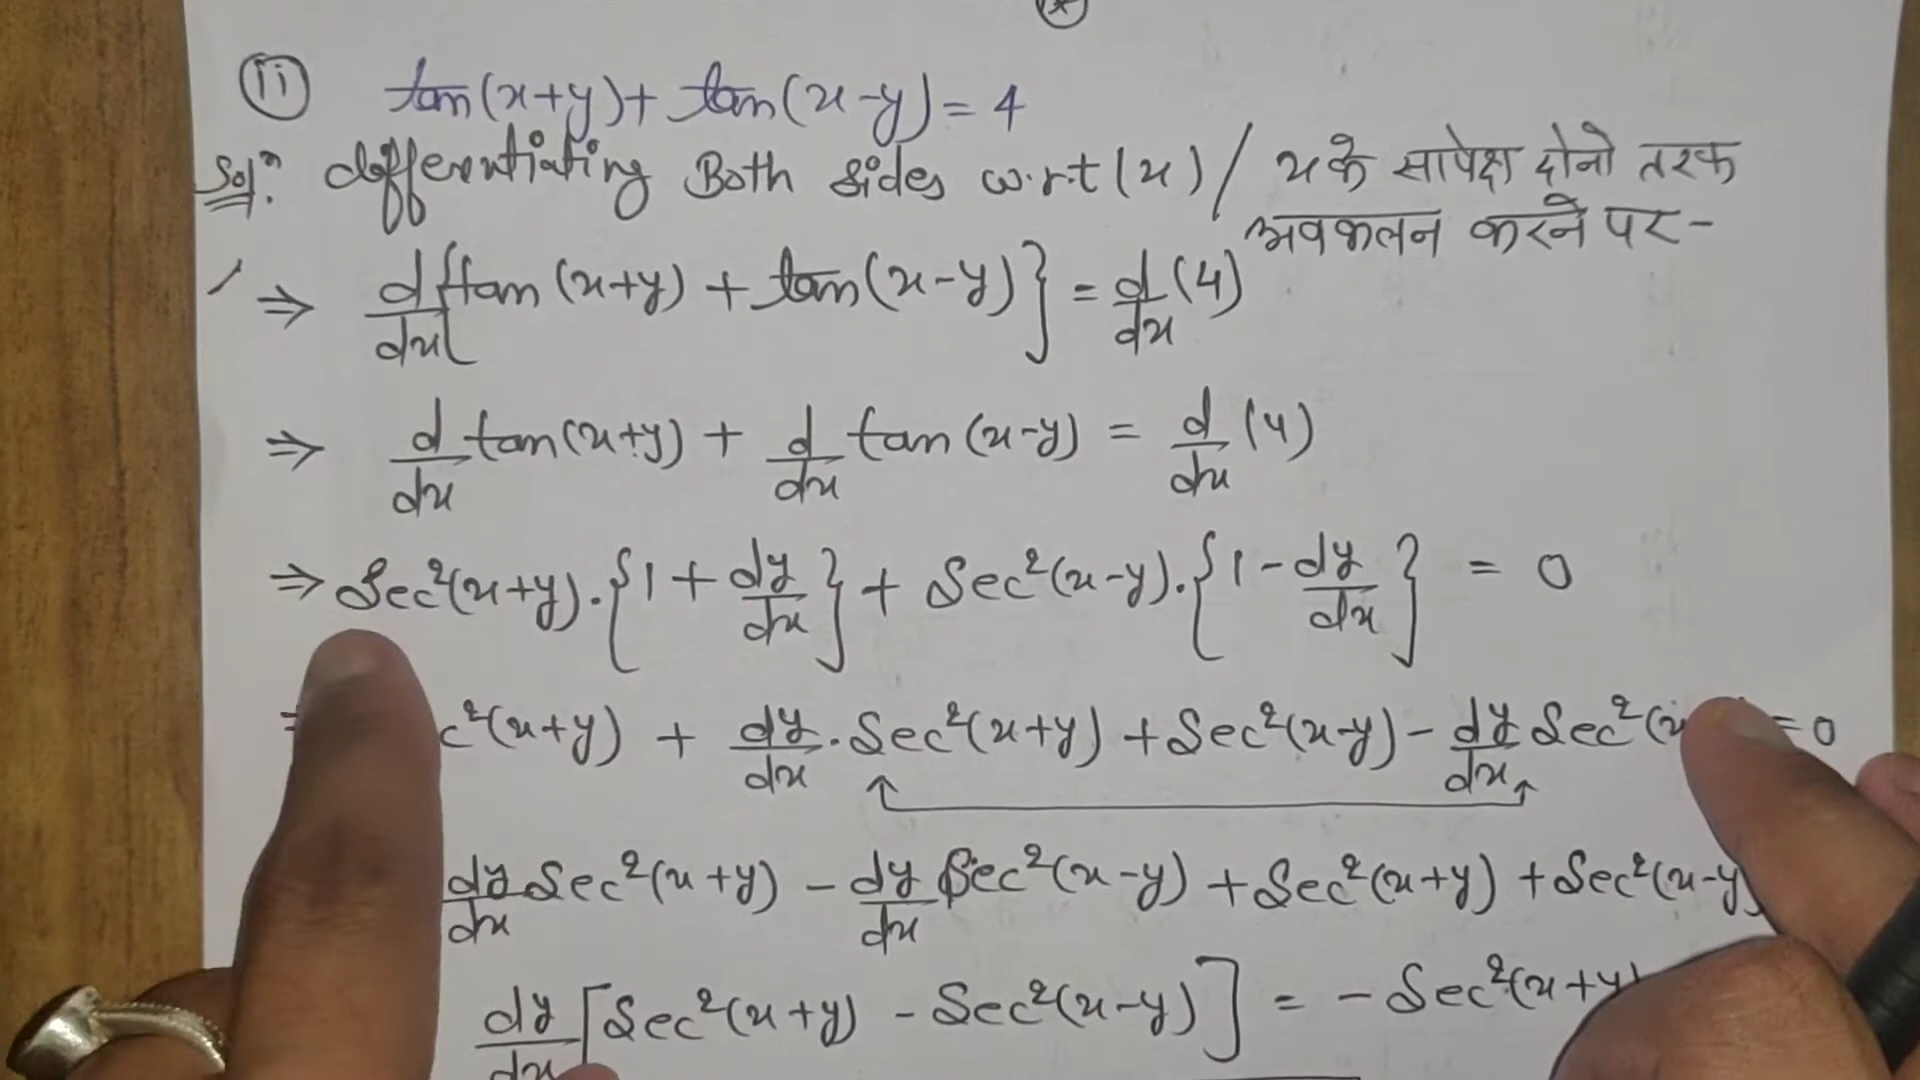 (ii) tan(x+y)+ tan(x-y)= 4
Sol^n: differentiating Both sides w.r.t (x) / x के सापेक्ष दोनो तरफ
अवकलन करने पर -
⇒ d/dx {tan (x+y) + tan(x-y)} = d/dx (4)
⇒ d/dx tan(x+y) + d/dx tan (x-y) = d/dx (4)
⇒ Sec²(x+y).{1 + dy/dx} + Sec²(x-y).{1 - dy/dx} = 0
c²(x+y) + dy/dx . Sec²(x+y) + Sec²(x-y) - dy/dx Sec²(x = 0
dy/dx Sec²(x+y) - dy/dx Sec²(x-y) + Sec²(x+y) + Sec²(x-y)
dy/dx [Sec²(x+y) - Sec²(x-y)] = - Sec²(x+y)